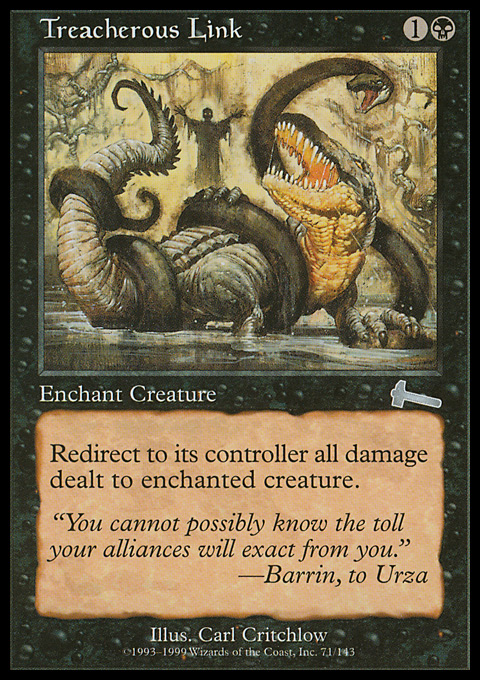 Treacherous Link 1
Enchant Creature
Redirect to its controller all damage
dealt to enchanted creature.
“You cannot possibly know the toll
your alliances will exact from you.”
—Barrin, to Urza
Illus. Carl Critchlow
©1993–1999 Wizards of the Coast, Inc. 71/143